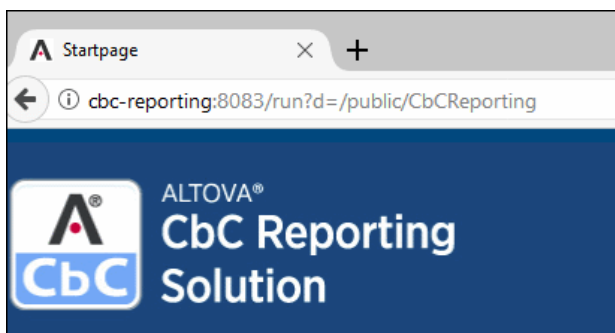 Startpage
cbc-reporting:8083/run?d=/public/CbCReporting
ALTOVA®
CbC Reporting
Solution
®
CbC